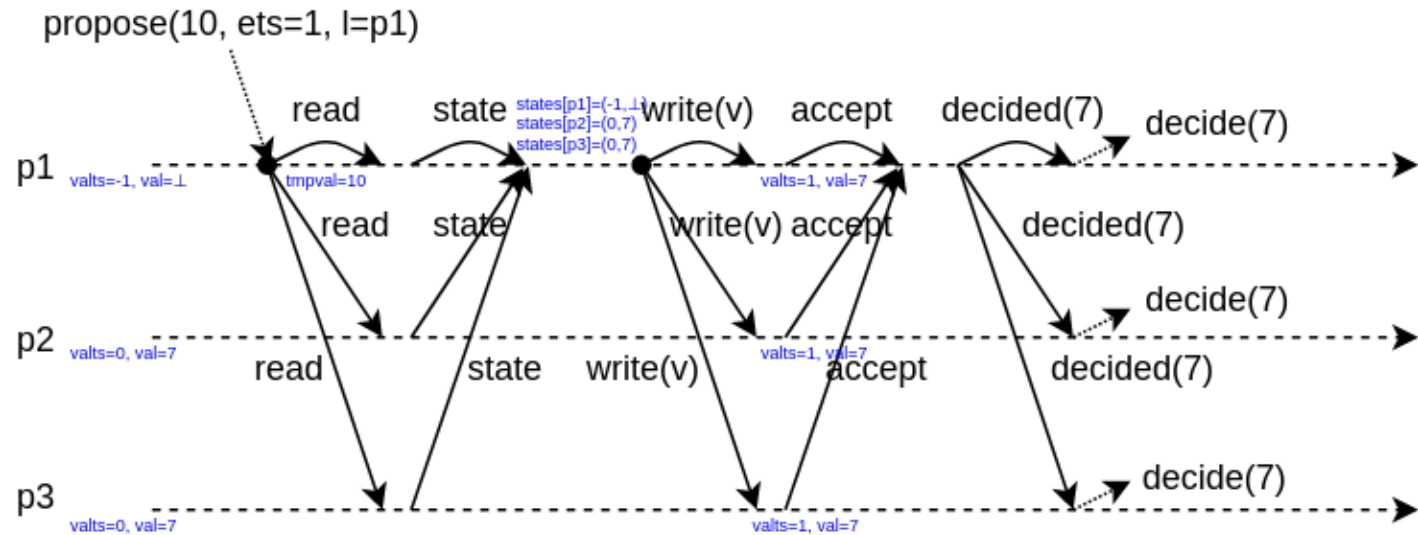 propose(10, ets=1, l=p1)
read
state
states[p1]=(-1,⊥)
states[p2]=(0,7)
states[p3]=(0,7)
write(v)
accept
decided(7)
decide(7)
p1
valts=-1, val=⊥
tmpval=10
valts=1, val=7
read
state
write(v)
accept
decided(7)
decide(7)
p2
valts=0, val=7
valts=1, val=7
read
state
write(v)
accept
decided(7)
decide(7)
p3
valts=0, val=7
valts=1, val=7